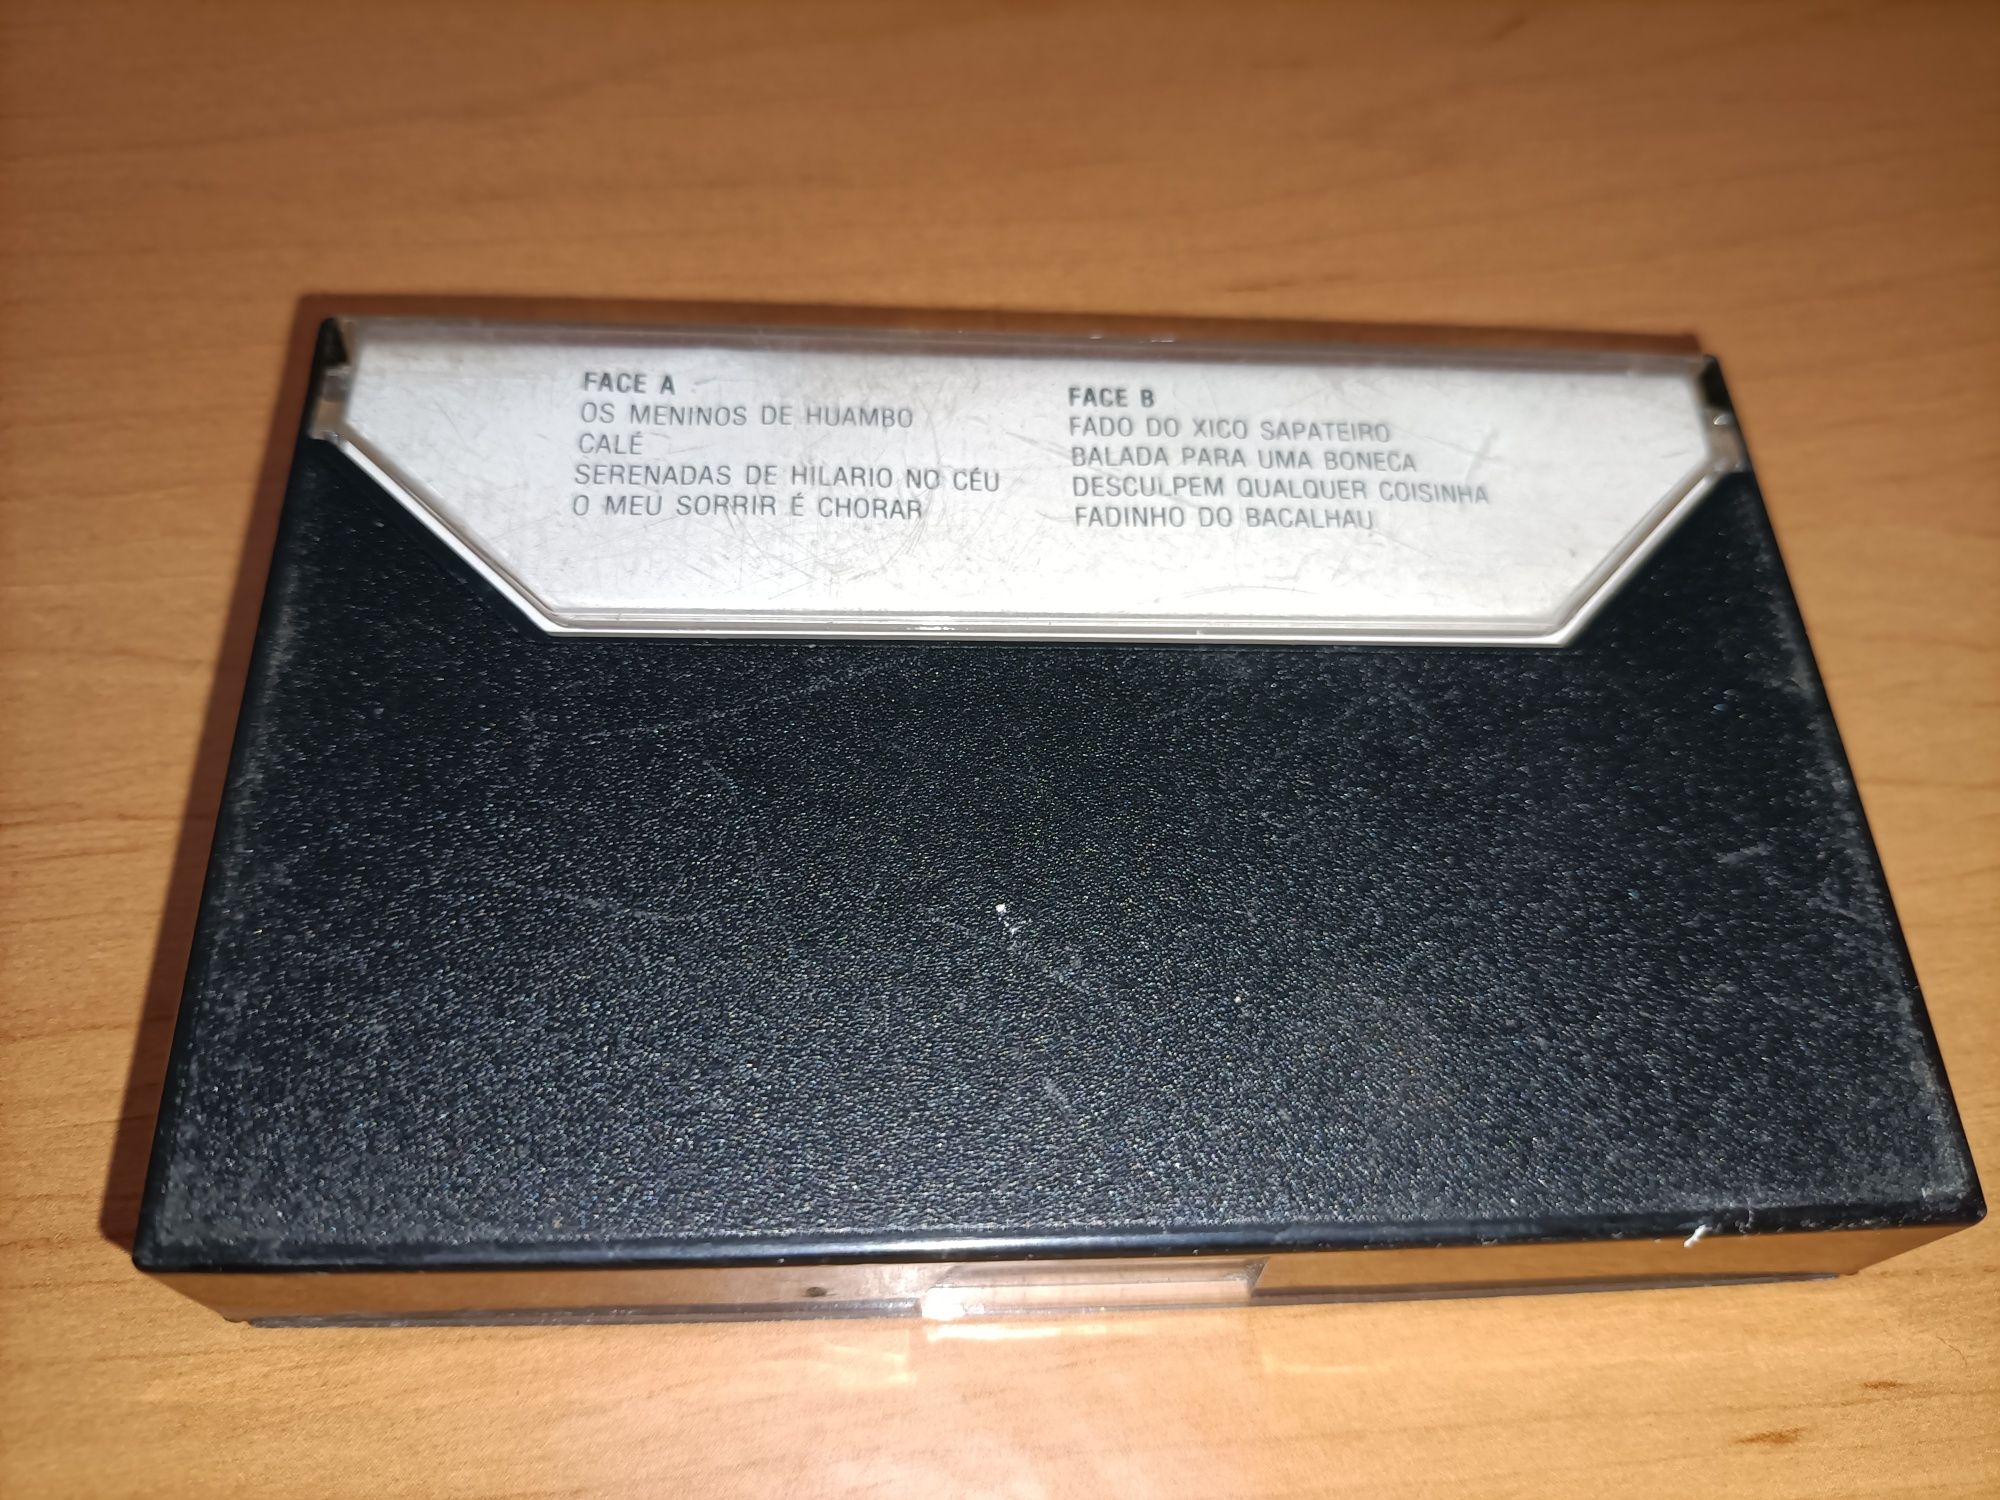 FACE A
OS MENINOS DE HUAMBO
CALÉ
SERENADAS DE HILARIO NO CÉU
O MEU SORRIR É CHORAR
FACE B
FADO DO XICO SAPATEIRO
BALADA PARA UMA BONECA
DESCULPEM QUALQUER COISINHA
FADINHO DO BACALHAU